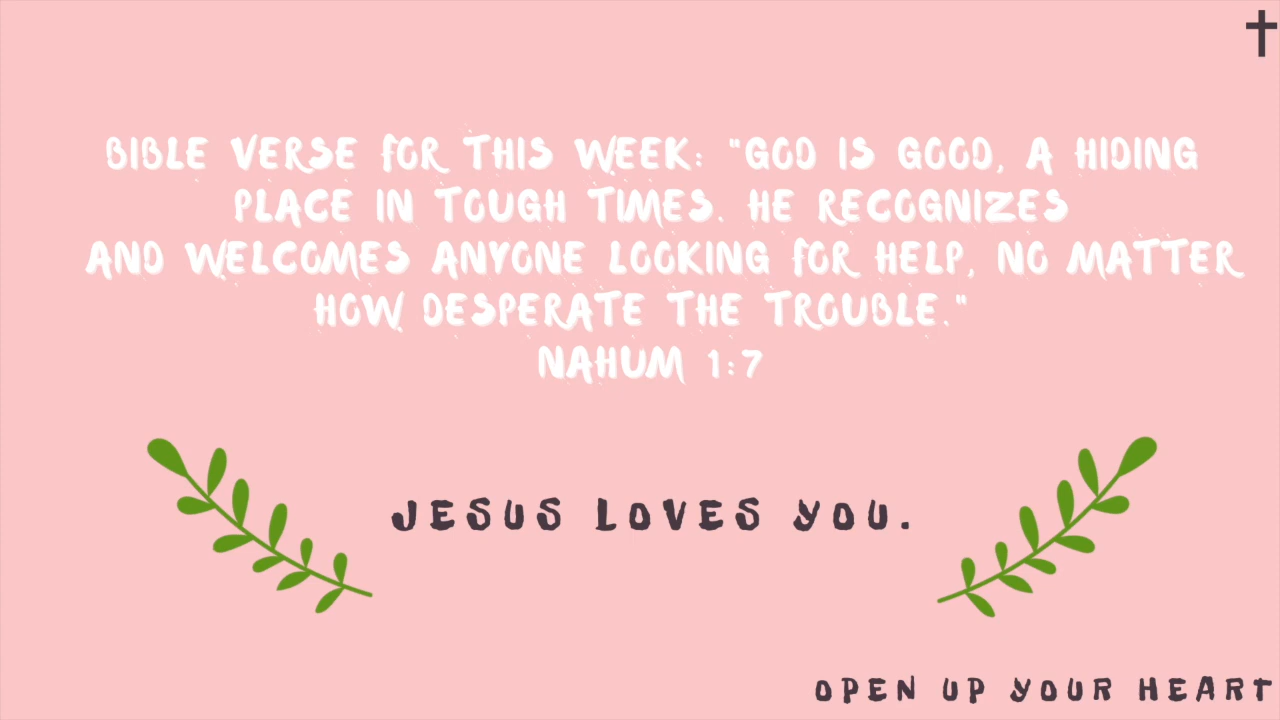 BIBLE VERSE FOR THIS WEEK: "GOD IS GOOD, A HIDING
PLACE IN TOUGH TIMES. HE RECOGNIZES
AND WELCOMES ANYONE LOOKING FOR HELP, NO MATTER
HOW DESPERATE THE TROUBLE."
NAHUM 1:7
JESUS LOVES YOU.
OPEN UP YOUR HEART